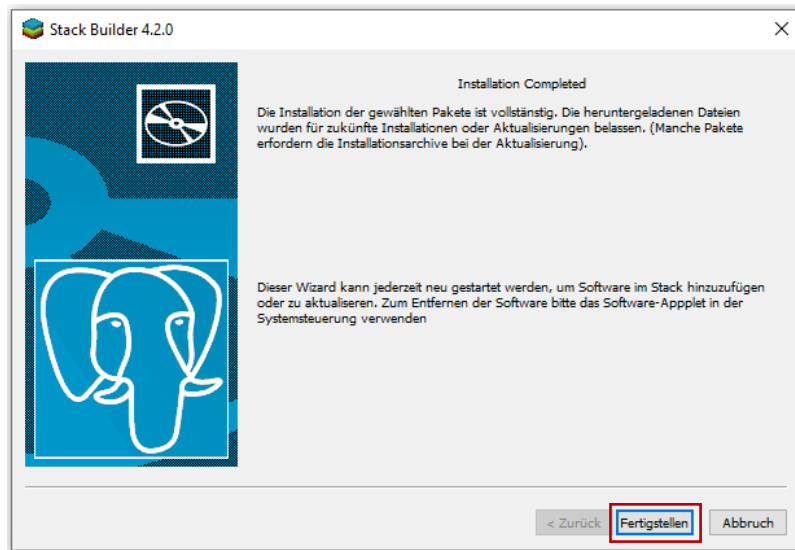 Stack Builder 4.2.0
Installation Completed
Die Installation der gewählten Pakete ist vollständig. Die heruntergeladenen Dateien
wurden für zukünfte Installationen oder Aktualisierungen belassen. (Manche Pakete
erfordern die Installationsarchive bei der Aktualisierung).
Dieser Wizard kann jederzeit neu gestartet werden, um Software im Stack hinzuzufügen
oder zu aktualiseren. Zum Entfernen der Software bitte das Software-Appplet in der
Systemsteuerung verwenden
< Zurück Fertigstellen Abbruch